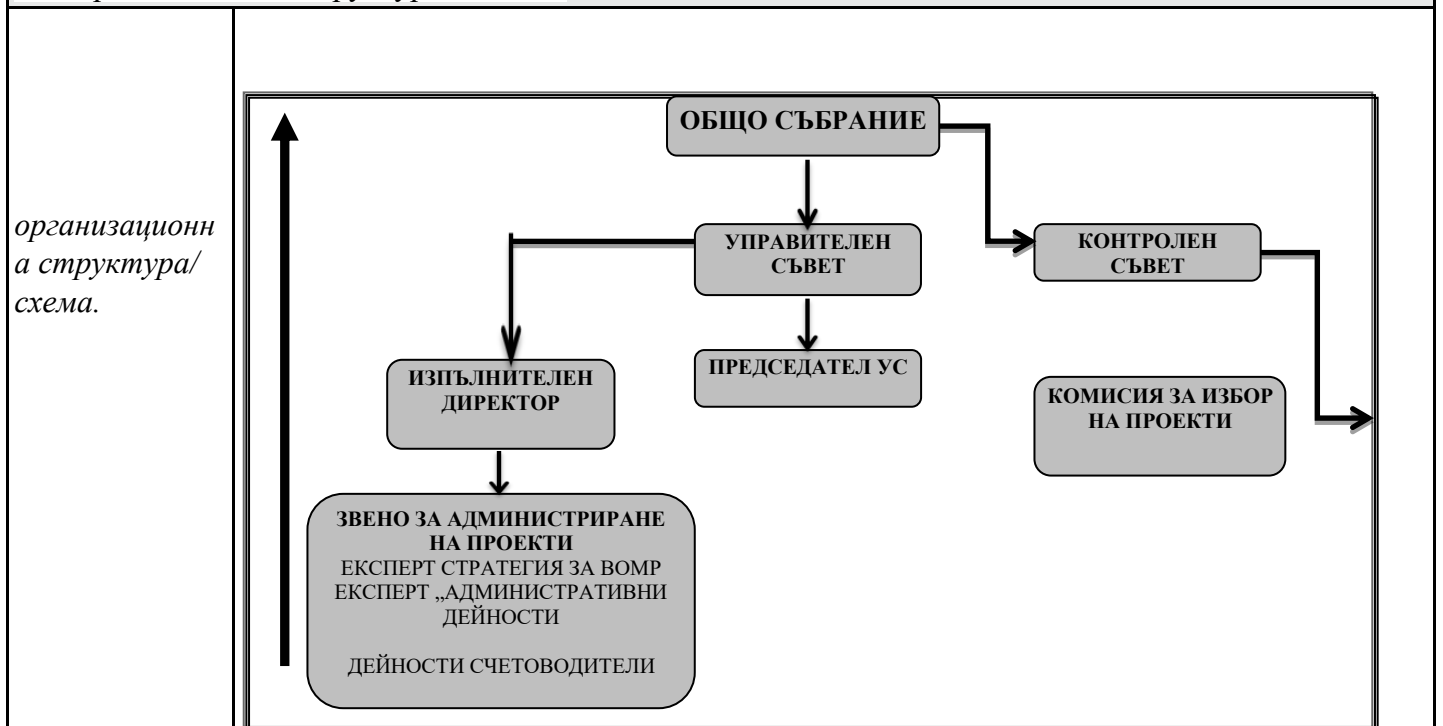 организационн
а структура/
схема.
ОБЩО СЪБРАНИЕ
УПРАВИТЕЛЕН
СЪВЕТ
КОНТРОЛЕН
СЪВЕТ
ИЗПЪЛНИТЕЛЕН
ДИРЕКТОР
ПРЕДСЕДАТЕЛ УС
КОМИСИЯ ЗА ИЗБОР
НА ПРОЕКТИ
ЗВЕНО ЗА АДМИНИСТРИРАНЕ
НА ПРОЕКТИ
ЕКСПЕРТ СТРАТЕГИЯ ЗА ВОМР
ЕКСПЕРТ „АДМИНИСТРАТИВНИ
ДЕЙНОСТИ
ДЕЙНОСТИ СЧЕТОВОДИТЕЛИ